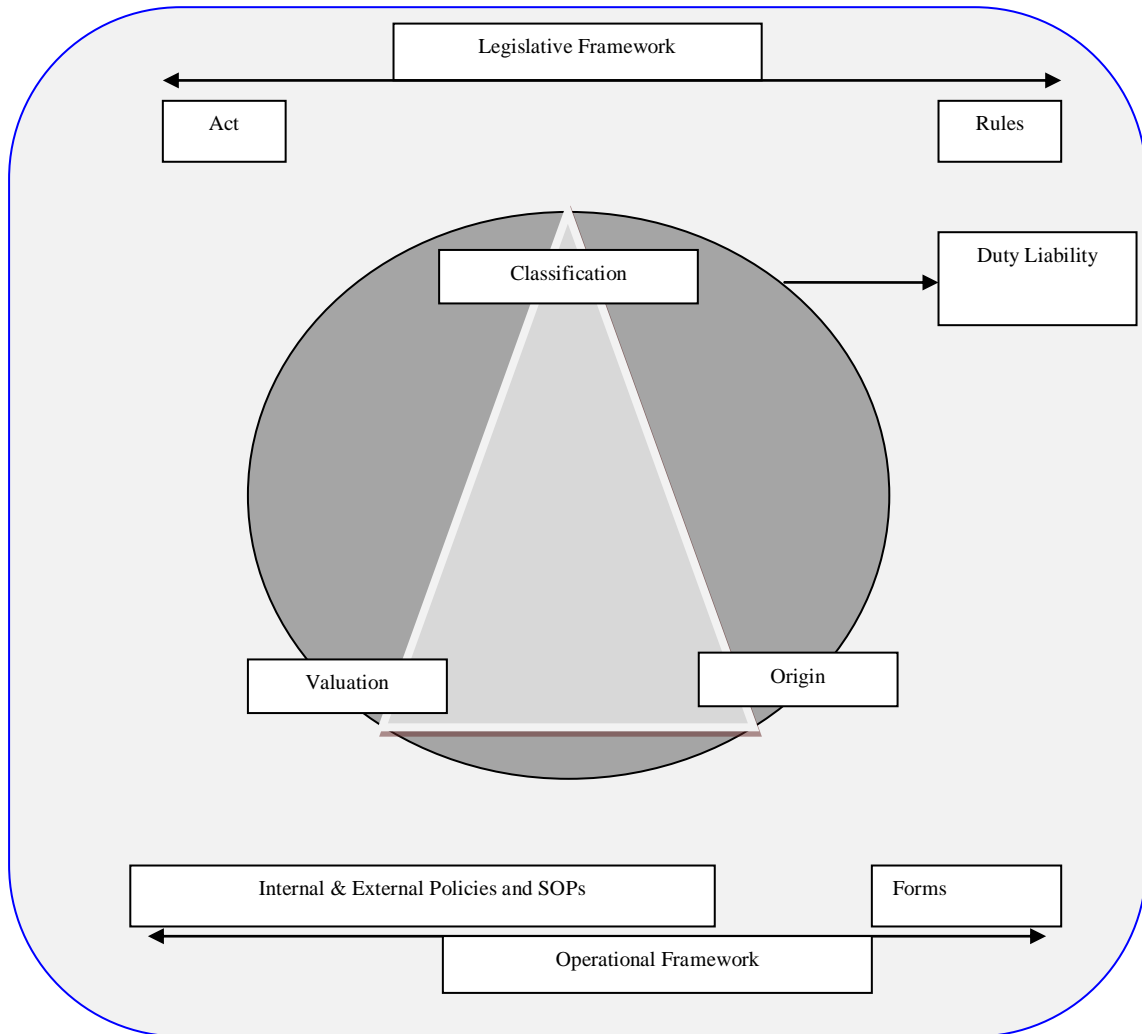 Legislative Framework
Act
Rules
Duty Liability
Classification
Valuation
Origin
Internal & External Policies and SOPs
Forms
Operational Framework